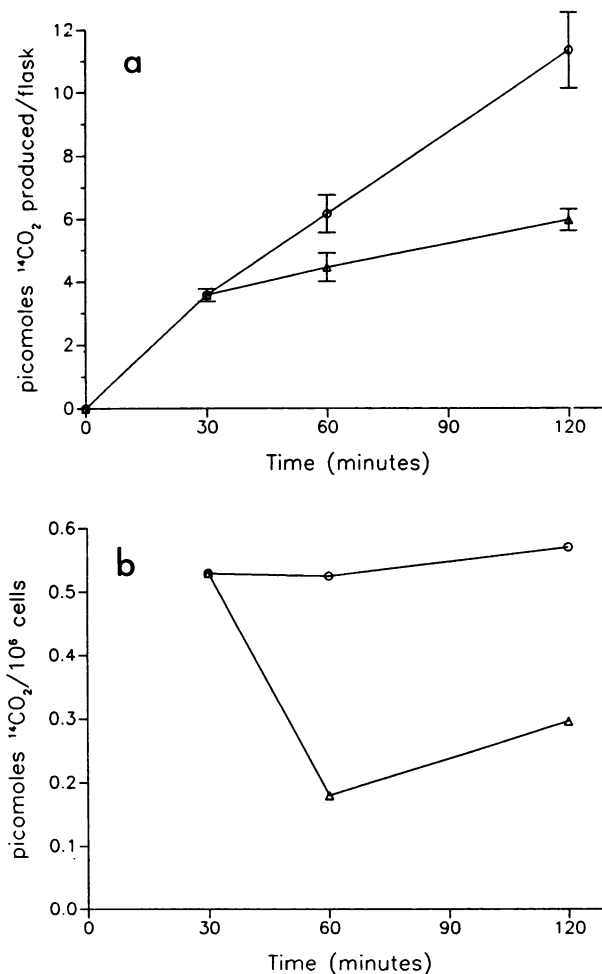 a
picomoles ¹⁴CO₂ produced/flask
12
10
8
6
4
2
0
0 30 60 90 120
Time (minutes)
b
picomoles ¹⁴CO₂/10⁶ cells
0.6
0.5
0.4
0.3
0.2
0.1
0.0
0 30 60 90 120
Time (minutes)